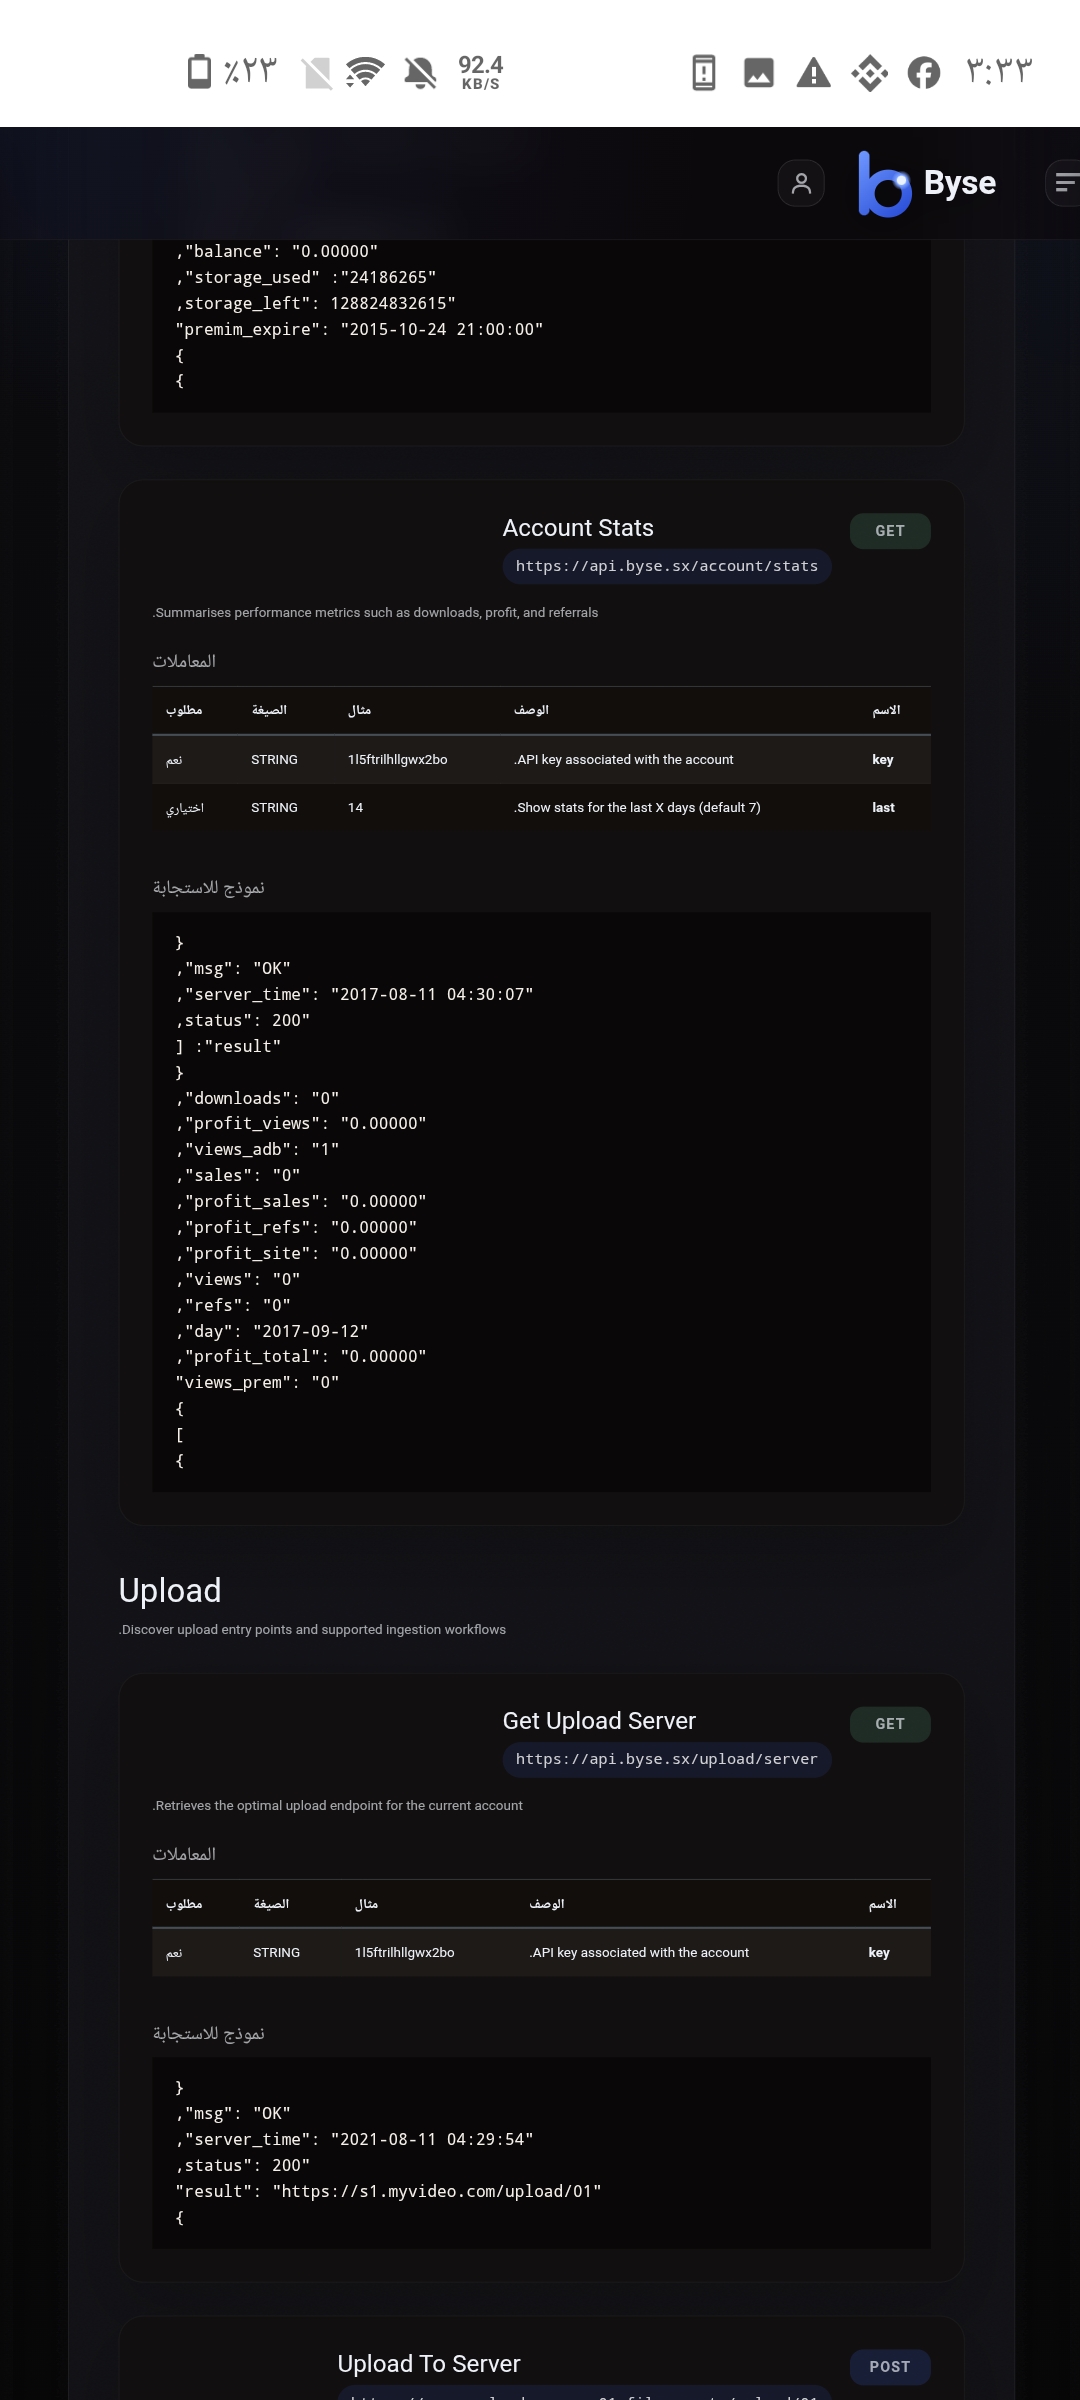 ٣:٣٣
92.4
KB/S
٪٢٣
Byse
,"balance": "0.00000"
,"storage_used" :"24186265"
,storage_left": 128824832615"
"premim_expire": "2015-10-24 21:00:00"
{
{
Account Stats
GET
https://api.byse.sx/account/stats
.Summarises performance metrics such as downloads, profit, and referrals
المعاملات
الاسم الوصف مثال الصيغة مطلوب
key .API key associated with the account 1l5ftrilhllgwx2bo STRING نعم
last .Show stats for the last X days (default 7) 14 STRING اختياري
نموذج للاستجابة
}
,"msg": "OK"
,"server_time": "2017-08-11 04:30:07"
,status": 200"
] :"result"
}
,"downloads": "0"
,"profit_views": "0.00000"
,"views_adb": "1"
,"sales": "0"
,"profit_sales": "0.00000"
,"profit_refs": "0.00000"
,"profit_site": "0.00000"
,"views": "0"
,"refs": "0"
,"day": "2017-09-12"
,"profit_total": "0.00000"
"views_prem": "0"
{
[
{
Upload
.Discover upload entry points and supported ingestion workflows
Get Upload Server
GET
https://api.byse.sx/upload/server
.Retrieves the optimal upload endpoint for the current account
المعاملات
الاسم الوصف مثال الصيغة مطلوب
key .API key associated with the account 1l5ftrilhllgwx2bo STRING نعم
نموذج للاستجابة
}
,"msg": "OK"
,"server_time": "2021-08-11 04:29:54"
,status": 200"
"result": "https://s1.myvideo.com/upload/01"
{
Upload To Server
POST